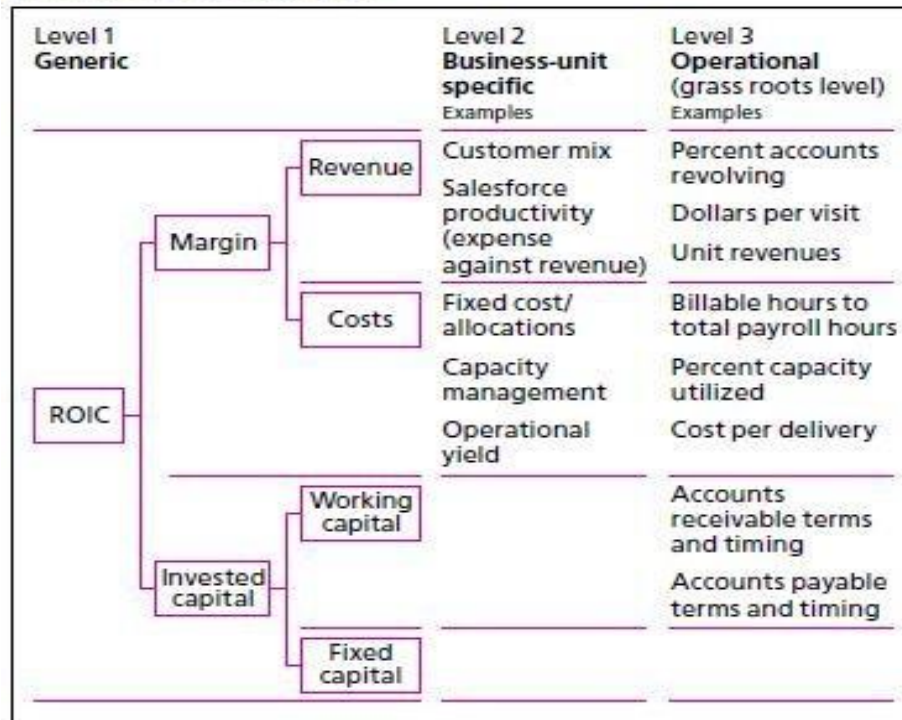 Level 1
Generic
Level 2
Business-unit
specific
Examples
Level 3
Operational
(grass roots level)
Examples
ROIC
Margin
Revenue
Customer mix
Salesforce
productivity
(expense
against revenue)
Percent accounts
revolving
Dollars per visit
Unit revenues
Costs
Fixed cost/
allocations
Capacity
management
Operational
yield
Billable hours to
total payroll hours
Percent capacity
utilized
Cost per delivery
Invested
capital
Working
capital
Accounts
receivable terms
and timing
Accounts payable
terms and timing
Fixed
capital